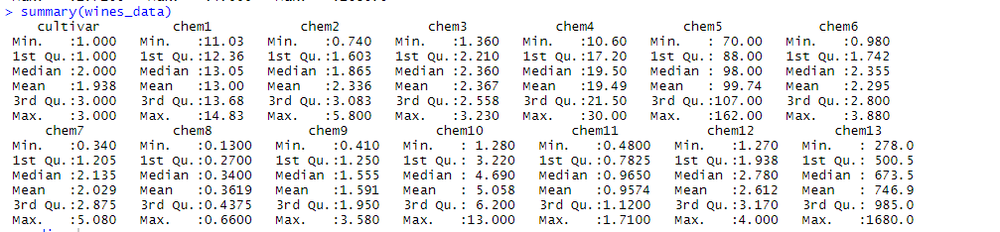 > summary(wines_data)
cultivar chem1 chem2 chem3 chem4 chem5 chem6
Min. :1.000 Min. :11.03 Min. :0.740 Min. :1.360 Min. :10.60 Min. : 70.00 Min. :0.980
1st Qu.:1.000 1st Qu.:12.36 1st Qu.:1.603 1st Qu.:2.210 1st Qu.:17.20 1st Qu.: 88.00 1st Qu.:1.742
Median :2.000 Median :13.05 Median :1.865 Median :2.360 Median :19.50 Median : 98.00 Median :2.355
Mean :1.938 Mean :13.00 Mean :2.336 Mean :2.367 Mean :19.49 Mean : 99.74 Mean :2.295
3rd Qu.:3.000 3rd Qu.:13.68 3rd Qu.:3.083 3rd Qu.:2.558 3rd Qu.:21.50 3rd Qu.:107.00 3rd Qu.:2.800
Max. :3.000 Max. :14.83 Max. :5.800 Max. :3.230 Max. :30.00 Max. :162.00 Max. :3.880
chem7 chem8 chem9 chem10 chem11 chem12 chem13
Min. :0.340 Min. :0.1300 Min. :0.410 Min. : 1.280 Min. :0.4800 Min. :1.270 Min. : 278.0
1st Qu.:1.205 1st Qu.:0.2700 1st Qu.:1.250 1st Qu.: 3.220 1st Qu.:0.7825 1st Qu.:1.938 1st Qu.: 500.5
Median :2.135 Median :0.3400 Median :1.555 Median : 4.690 Median :0.9650 Median :2.780 Median : 673.5
Mean :2.029 Mean :0.3619 Mean :1.591 Mean : 5.058 Mean :0.9574 Mean :2.612 Mean : 746.9
3rd Qu.:2.875 3rd Qu.:0.4375 3rd Qu.:1.950 3rd Qu.: 6.200 3rd Qu.:1.1200 3rd Qu.:3.170 3rd Qu.: 985.0
Max. :5.080 Max. :0.6600 Max. :3.580 Max. :13.000 Max. :1.7100 Max. :4.000 Max. :1680.0